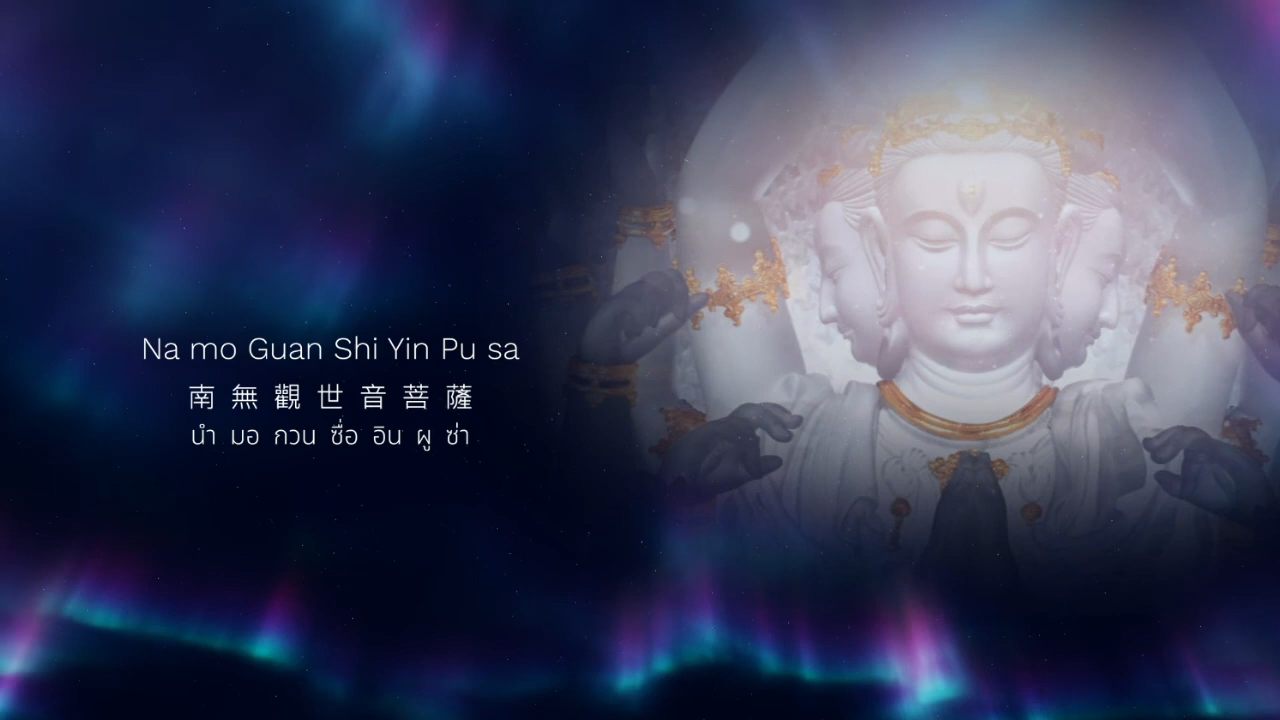 Na mo Guan Shi Yin Pu sa
南 無 觀 世 音 菩 薩
นำ มอ กวน ซื่อ อิน ผู ซ่า